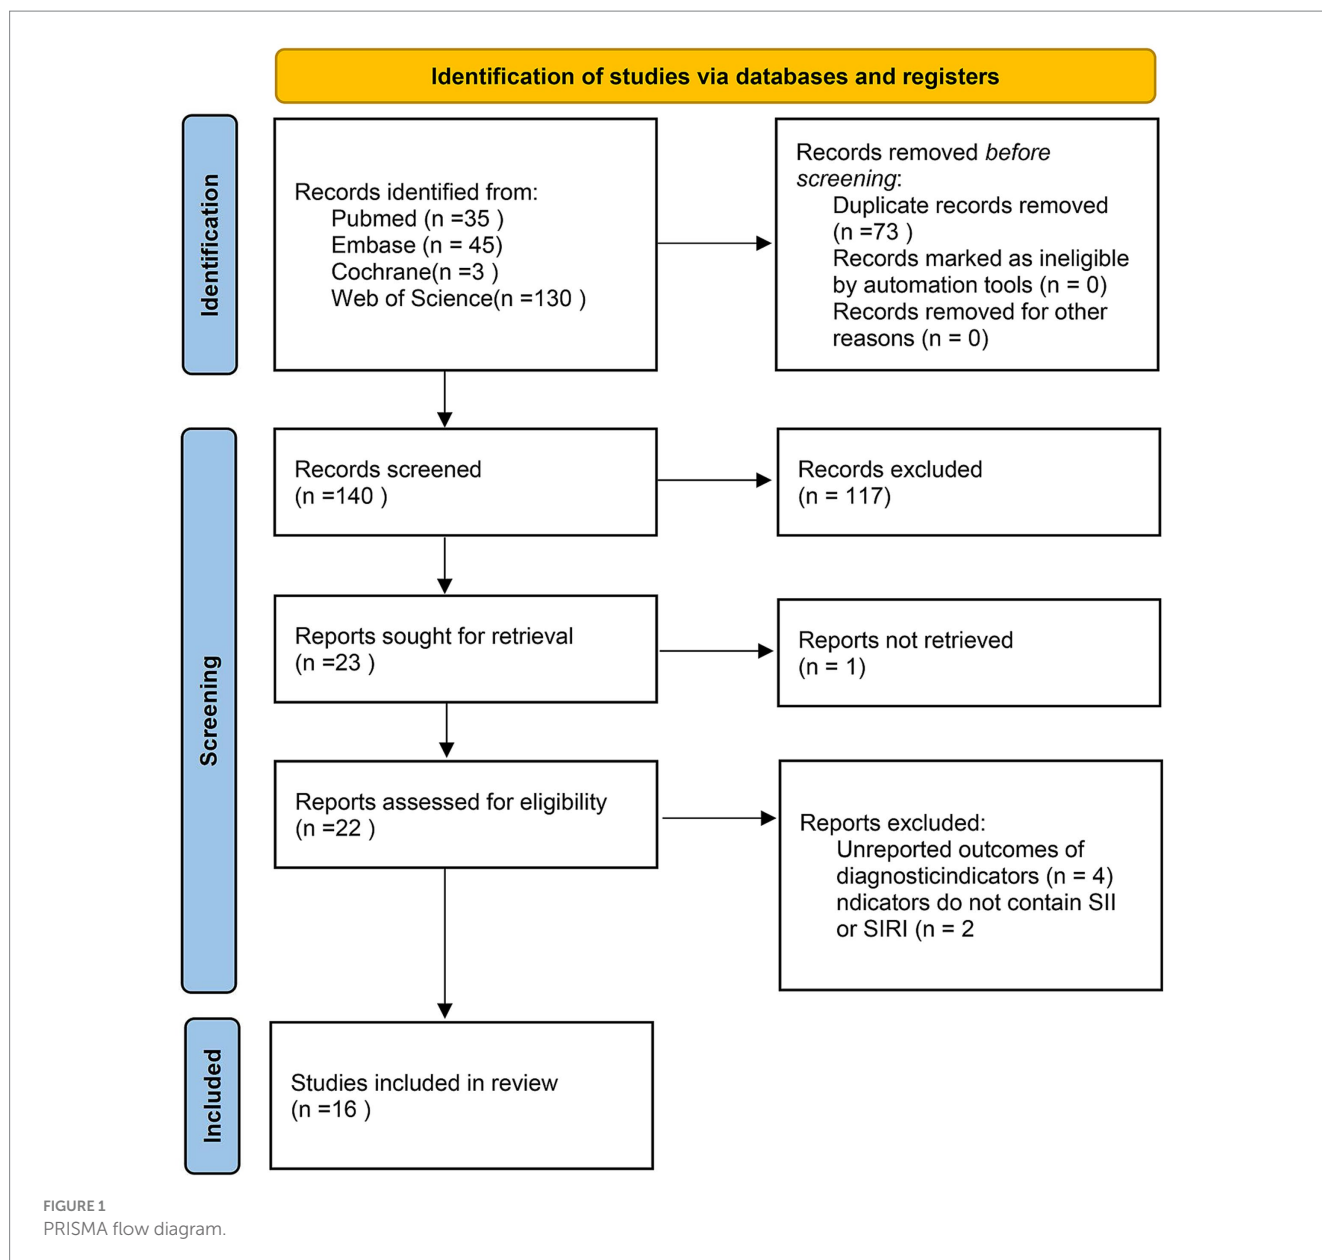 Identification of studies via databases and registers
Identification
Records identified from:
Pubmed (n =35 )
Embase (n = 45)
Cochrane(n =3 )
Web of Science(n =130 )
Records removed before
screening:
Duplicate records removed
(n =73 )
Records marked as ineligible
by automation tools (n = 0)
Records removed for other
reasons (n = 0)
Screening
Records screened
(n =140 )
Records excluded
(n = 117)
Reports sought for retrieval
(n =23 )
Reports not retrieved
(n = 1)
Reports assessed for eligibility
(n =22 )
Reports excluded:
Unreported outcomes of
diagnosticindicators (n = 4)
ndicators do not contain SII
or SIRI (n = 2
Included
Studies included in review
(n =16 )
FIGURE 1
PRISMA flow diagram.